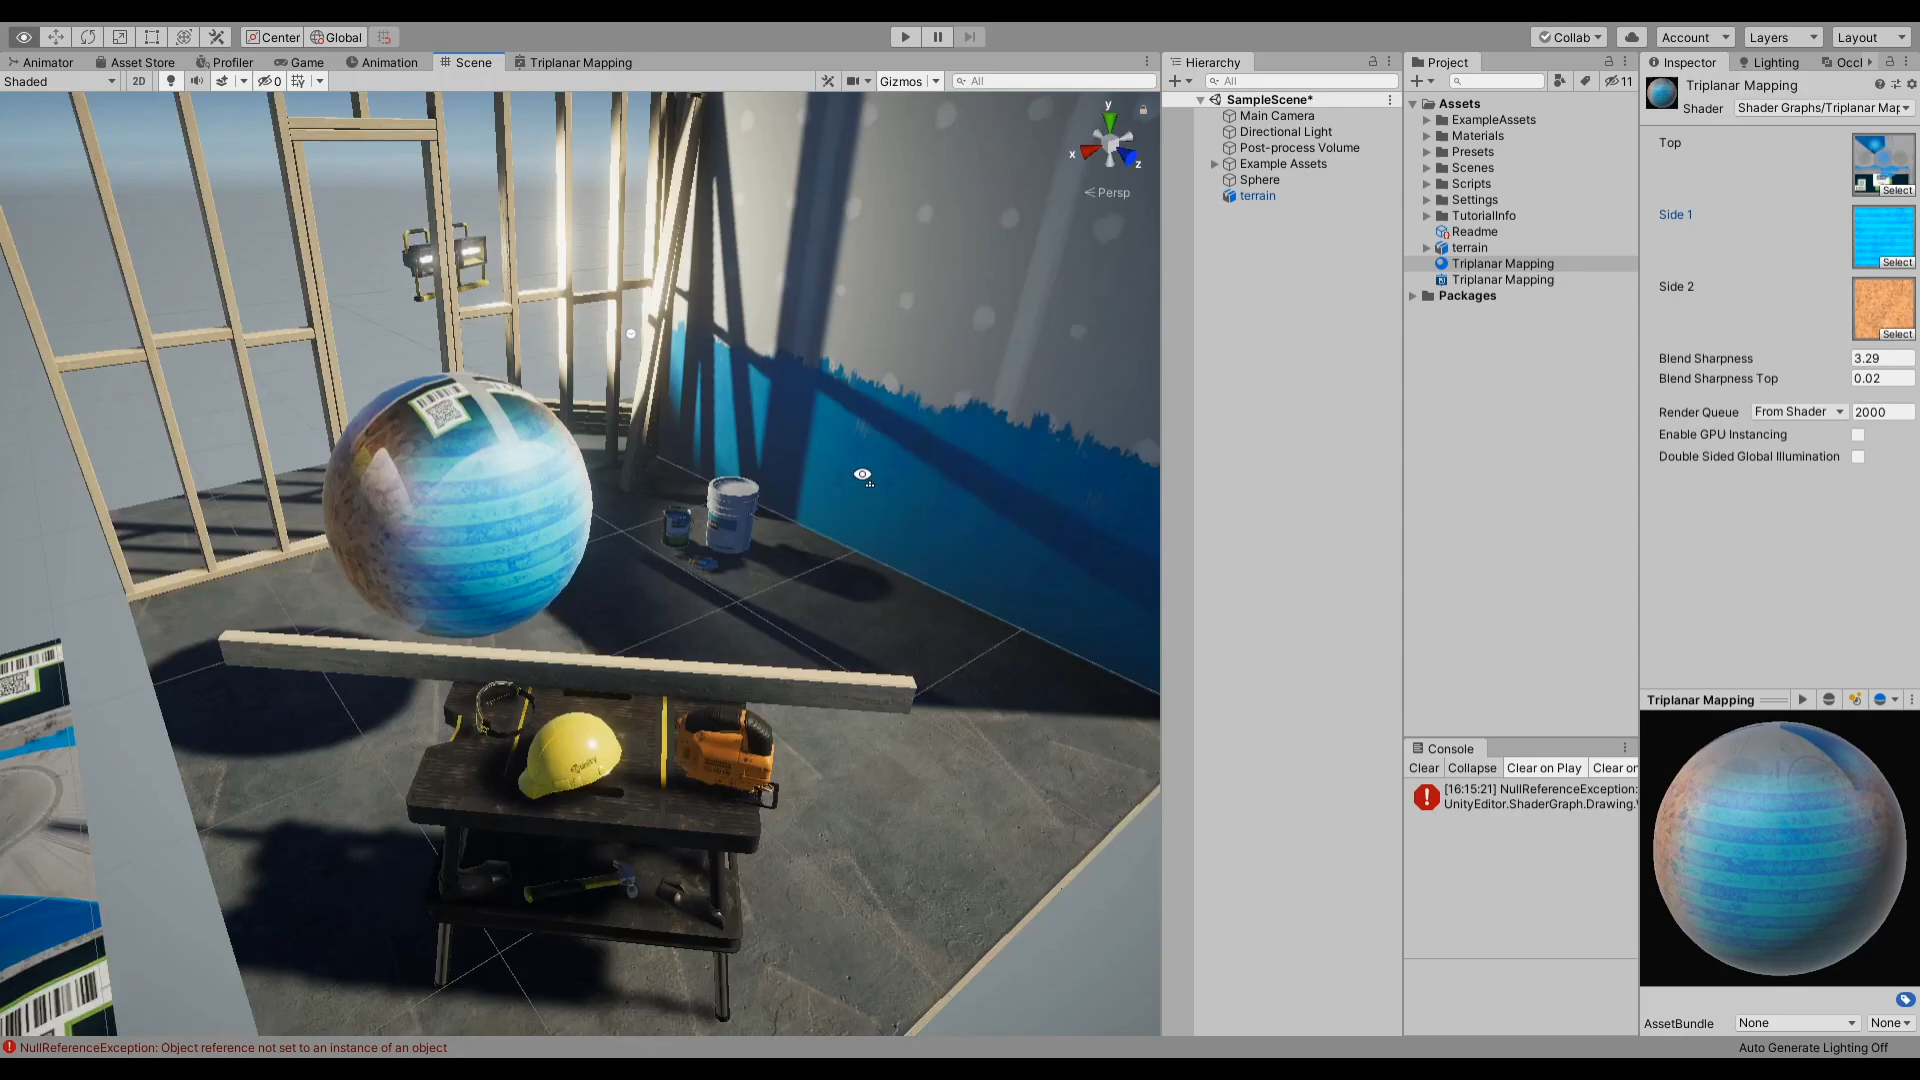 Center
Global
Collab
Account
Layers
Layout
Animator
Asset Store
Profiler
Game
Animation
Scene
Triplanar Mapping
Shaded
2D
0
Gizmos
All
y
x
z
Persp
unity
Hierarchy
All
SampleScene*
Main Camera
Directional Light
Post-process Volume
Example Assets
Sphere
terrain
Project
11
Assets
ExampleAssets
Materials
Presets
Scenes
Scripts
Settings
TutorialInfo
Readme
terrain
Triplanar Mapping
Triplanar Mapping
Packages
Console
Clear
Collapse
Clear on Play
Clear on
[16:15:21] NullReferenceException:
UnityEditor.ShaderGraph.Drawing.
Inspector
Lighting
Occl
Triplanar Mapping
Shader
Shader Graphs/Triplanar Map
Top
Select
Side 1
Select
Side 2
Select
Blend Sharpness
3.29
Blend Sharpness Top
0.02
Render Queue
From Shader
2000
Enable GPU Instancing
Double Sided Global Illumination
Triplanar Mapping
AssetBundle
None
None
NullReferenceException: Object reference not set to an instance of an object
Auto Generate Lighting Off